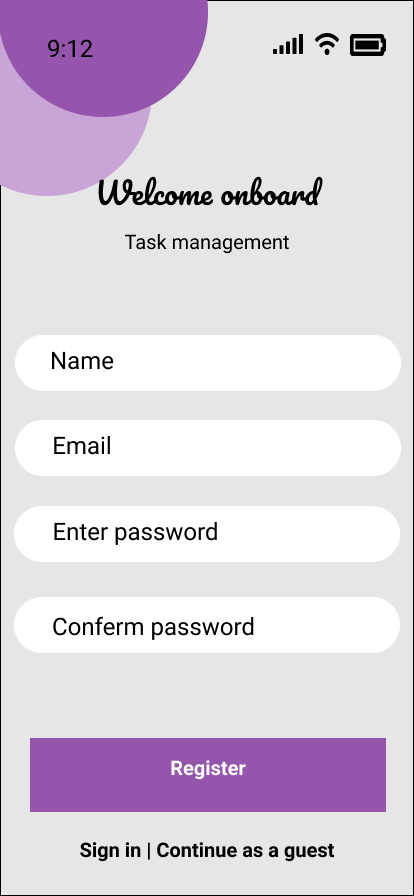 9:12
Welcome onboard
Task management
Name
Email
Enter password
Conferm password
Register
Sign in | Continue as a guest